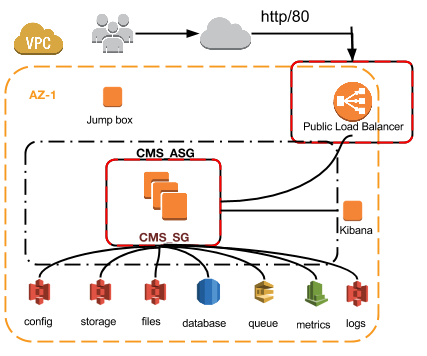 http/80
VPC
AZ-1
Jump box
Public Load Balancer
CMS_ASG
CMS_SG
Kibana
config
storage
files
database
queue
metrics
logs